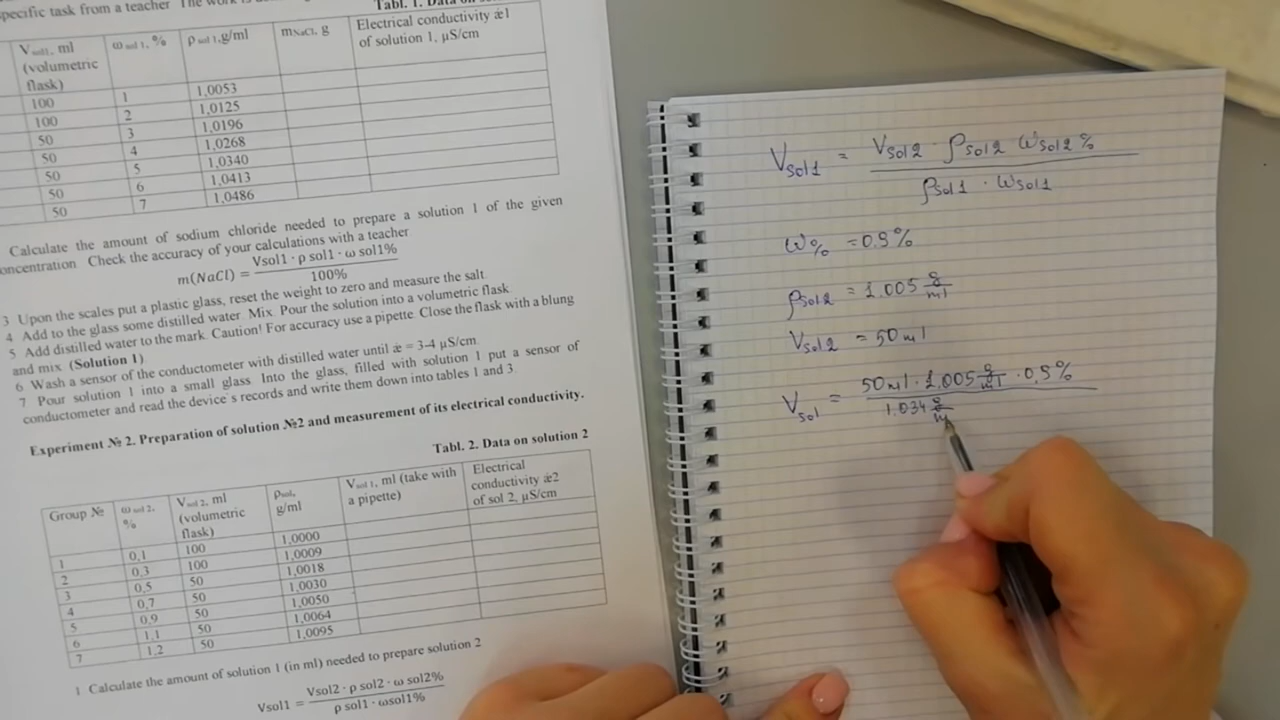 specific task from a teacher The work is
Tabl. 1. Data on
Vsol1, ml (volumetric flask) ω sol 1, % ρ sol 1, g/ml mNaCl, g Electrical conductivity æ1 of solution 1, μS/cm
100 1 1,0053
100 2 1,0125
50 3 1,0196
50 4 1,0268
50 5 1,0340
50 6 1,0413
50 7 1,0486
Calculate the amount of sodium chloride needed to prepare a solution 1 of the given
concentration. Check the accuracy of your calculations with a teacher
m(NaCl) = Vsol1 · ρ sol1 · ω sol1% / 100%
3 Upon the scales put a plastic glass, reset the weight to zero and measure the salt.
4 Add to the glass some distilled water. Mix. Pour the solution into a volumetric flask
5 Add distilled water to the mark. Caution! For accuracy use a pipette. Close the flask with a blung
and mix. (Solution 1)
6 Wash a sensor of the conductometer with distilled water until æ = 3-4 μS/cm.
7 Pour solution 1 into a small glass. Into the glass, filled with solution 1 put a sensor of
conductometer and read the device`s records and write them down into tables 1 and 3.
Experiment № 2. Preparation of solution №2 and measurement of its electrical conductivity.
Tabl. 2. Data on solution 2
Group № ω sol 2, % Vsol 2, ml (volumetric flask) ρsol, g/ml Vsol 1, ml (take with a pipette) Electrical conductivity æ2 of sol 2, μS/cm
1 0,1 100 1,0000
2 0,3 100 1,0009
3 0,5 50 1,0018
4 0,7 50 1,0030
5 0,9 50 1,0050
6 1,1 50 1,0064
7 1,2 50 1,0095
1 Calculate the amount of solution 1 (in ml) needed to prepare solution 2
Vsol1 = Vsol2 · ρ sol2 · ω sol2% / ρ sol1 · ωsol1%
Vsol1 = Vsol2 · ρsol2 ωsol2 % / ρsol1 · ωsol1
ω% = 0.9%
ρsol2 = 1.005 g/ml
Vsol2 = 50 ml
Vsol = 50 ml · 1.005 g/ml · 0,9% / 1.034 g/m